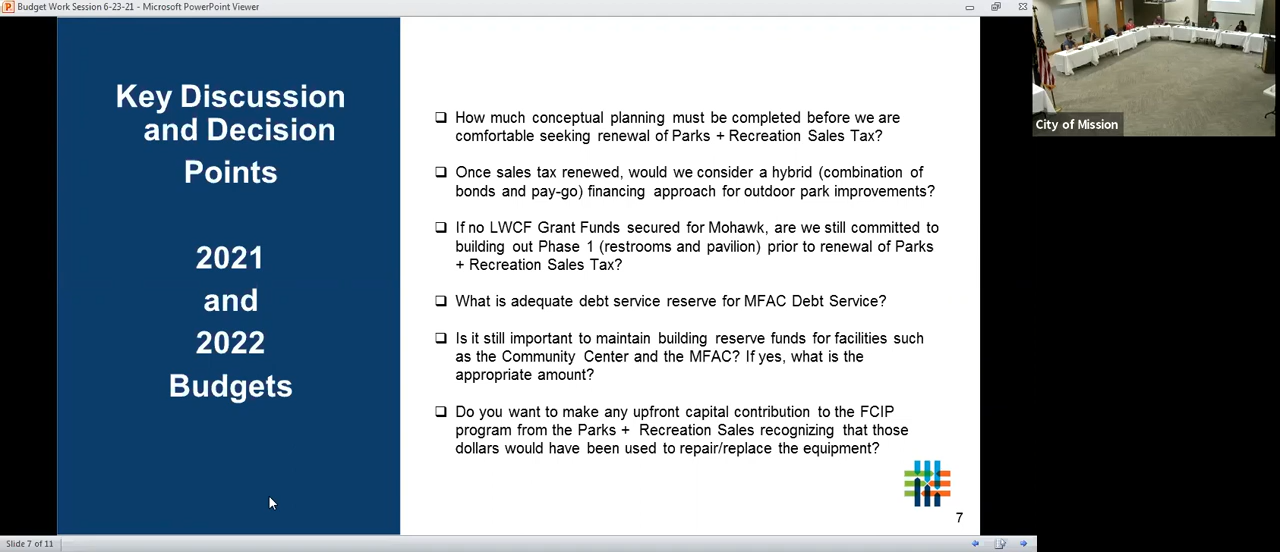 Budget Work Session 6-23-21 - Microsoft PowerPoint Viewer
Key Discussion
and Decision
Points
2021
and
2022
Budgets
How much conceptual planning must be completed before we are
comfortable seeking renewal of Parks + Recreation Sales Tax?
Once sales tax renewed, would we consider a hybrid (combination of
bonds and pay-go) financing approach for outdoor park improvements?
If no LWCF Grant Funds secured for Mohawk, are we still committed to
building out Phase 1 (restrooms and pavilion) prior to renewal of Parks
+ Recreation Sales Tax?
What is adequate debt service reserve for MFAC Debt Service?
Is it still important to maintain building reserve funds for facilities such
as the Community Center and the MFAC? If yes, what is the
appropriate amount?
Do you want to make any upfront capital contribution to the FCIP
program from the Parks + Recreation Sales recognizing that those
dollars would have been used to repair/replace the equipment?
7
Slide 7 of 11
City of Mission